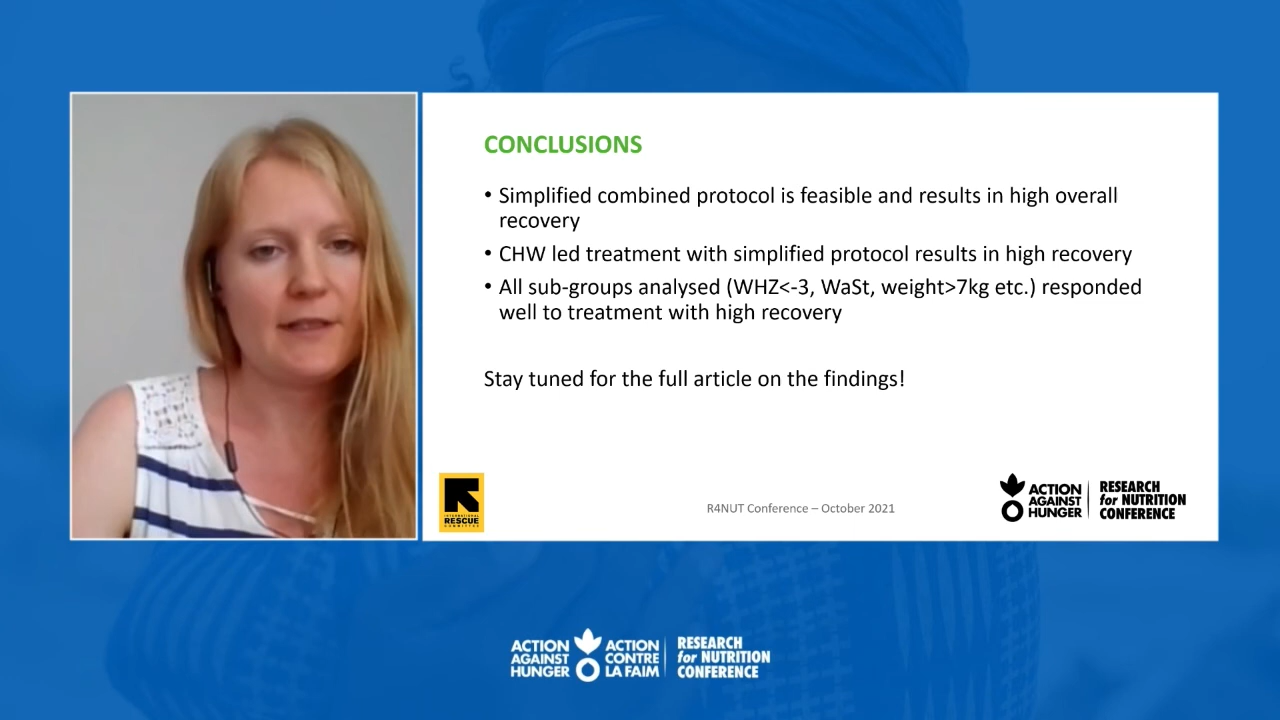 CONCLUSIONS
• Simplified combined protocol is feasible and results in high overall
recovery
• CHW led treatment with simplified protocol results in high recovery
• All sub-groups analysed (WHZ<-3, WaSt, weight>7kg etc.) responded
well to treatment with high recovery
Stay tuned for the full article on the findings!
INTERNATIONAL
RESCUE
COMMITTEE
R4NUT Conference – October 2021
ACTION
AGAINST
HUNGER
RESEARCH
for NUTRITION
CONFERENCE
ACTION
AGAINST
HUNGER
ACTION
CONTRE
LA FAIM
RESEARCH
for NUTRITION
CONFERENCE